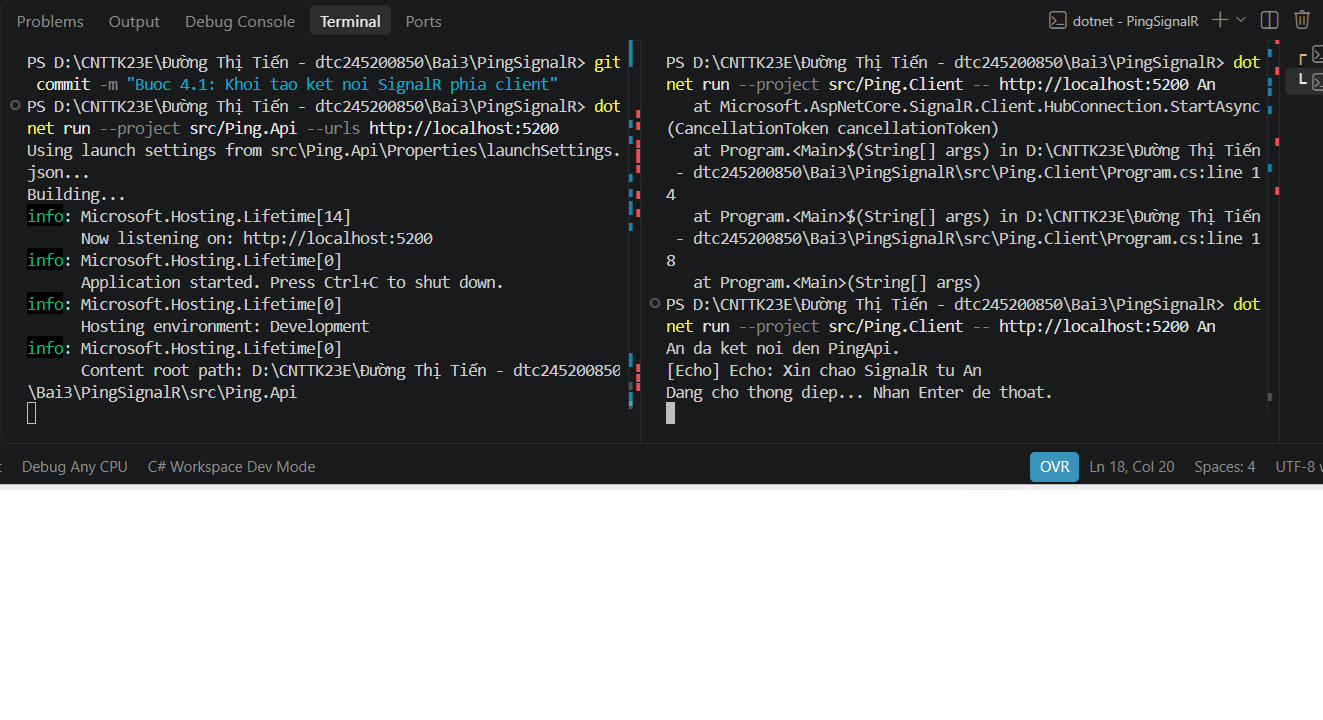 Problems Output Debug Console Terminal Ports
dotnet - PingSignalR
PS D:\CNTTK23E\Đường Thị Tiến - dtc245200850\Bai3\PingSignalR> git
commit -m "Buoc 4.1: Khoi tao ket noi SignalR phia client"
PS D:\CNTTK23E\Đường Thị Tiến - dtc245200850\Bai3\PingSignalR> dot
net run --project src/Ping.Api --urls http://localhost:5200
Using launch settings from src\Ping.Api\Properties\launchSettings.
json...
Building...
info: Microsoft.Hosting.Lifetime[14]
Now listening on: http://localhost:5200
info: Microsoft.Hosting.Lifetime[0]
Application started. Press Ctrl+C to shut down.
info: Microsoft.Hosting.Lifetime[0]
Hosting environment: Development
info: Microsoft.Hosting.Lifetime[0]
Content root path: D:\CNTTK23E\Đường Thị Tiến - dtc245200850
\Bai3\PingSignalR\src\Ping.Api
PS D:\CNTTK23E\Đường Thị Tiến - dtc245200850\Bai3\PingSignalR> dot
net run --project src/Ping.Client -- http://localhost:5200 An
at Microsoft.AspNetCore.SignalR.Client.HubConnection.StartAsync
(CancellationToken cancellationToken)
at Program.<Main>$(String[] args) in D:\CNTTK23E\Đường Thị Tiến
- dtc245200850\Bai3\PingSignalR\src\Ping.Client\Program.cs:line 1
4
at Program.<Main>$(String[] args) in D:\CNTTK23E\Đường Thị Tiến
- dtc245200850\Bai3\PingSignalR\src\Ping.Client\Program.cs:line 1
8
at Program.<Main>(String[] args)
PS D:\CNTTK23E\Đường Thị Tiến - dtc245200850\Bai3\PingSignalR> dot
net run --project src/Ping.Client -- http://localhost:5200 An
An da ket noi den PingApi.
[Echo] Echo: Xin chao SignalR tu An
Dang cho thong diep... Nhan Enter de thoat.
Debug Any CPU C# Workspace Dev Mode
OVR Ln 18, Col 20 Spaces: 4 UTF-8